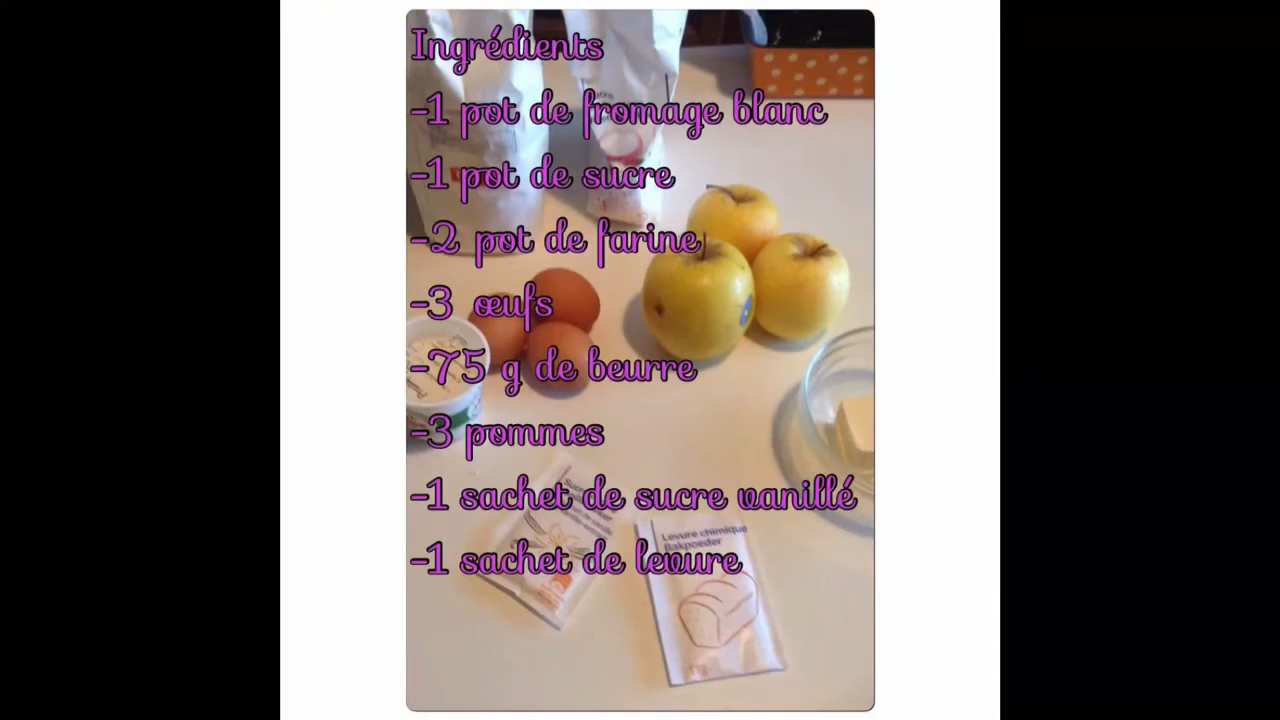 Ingrédients
-1 pot de fromage blanc
-1 pot de sucre
-2 pot de farine
-3 œufs
-75 g de beurre
-3 pommes
-1 sachet de sucre vanillé
-1 sachet de levure
Levure chimique
Bakpoeder